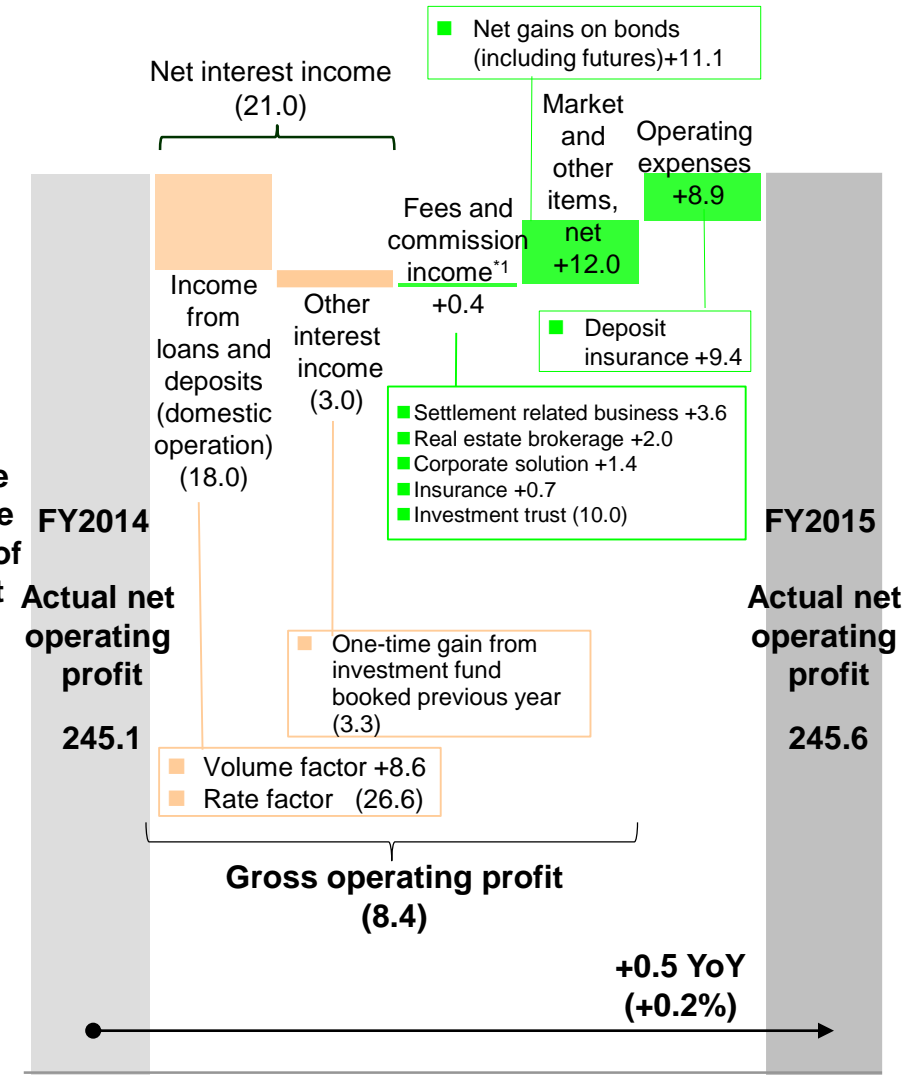 ■ Net gains on bonds
(including futures)+11.1
Net interest income
(21.0)
Market
and
other
items,
net
+12.0
Operating
expenses
+8.9
Fees and
commission
income*1
+0.4
Income
from
loans and
deposits
(domestic
operation)
(18.0)
Other
interest
income
(3.0)
■ Deposit
insurance +9.4
■ Settlement related business +3.6
■ Real estate brokerage +2.0
■ Corporate solution +1.4
■ Insurance +0.7
■ Investment trust (10.0)
of
FY2014
Actual net
operating
profit
245.1
FY2015
Actual net
operating
profit
245.6
■ One-time gain from
investment fund
booked previous year
(3.3)
■ Volume factor +8.6
■ Rate factor (26.6)
Gross operating profit
(8.4)
+0.5 YoY
(+0.2%)